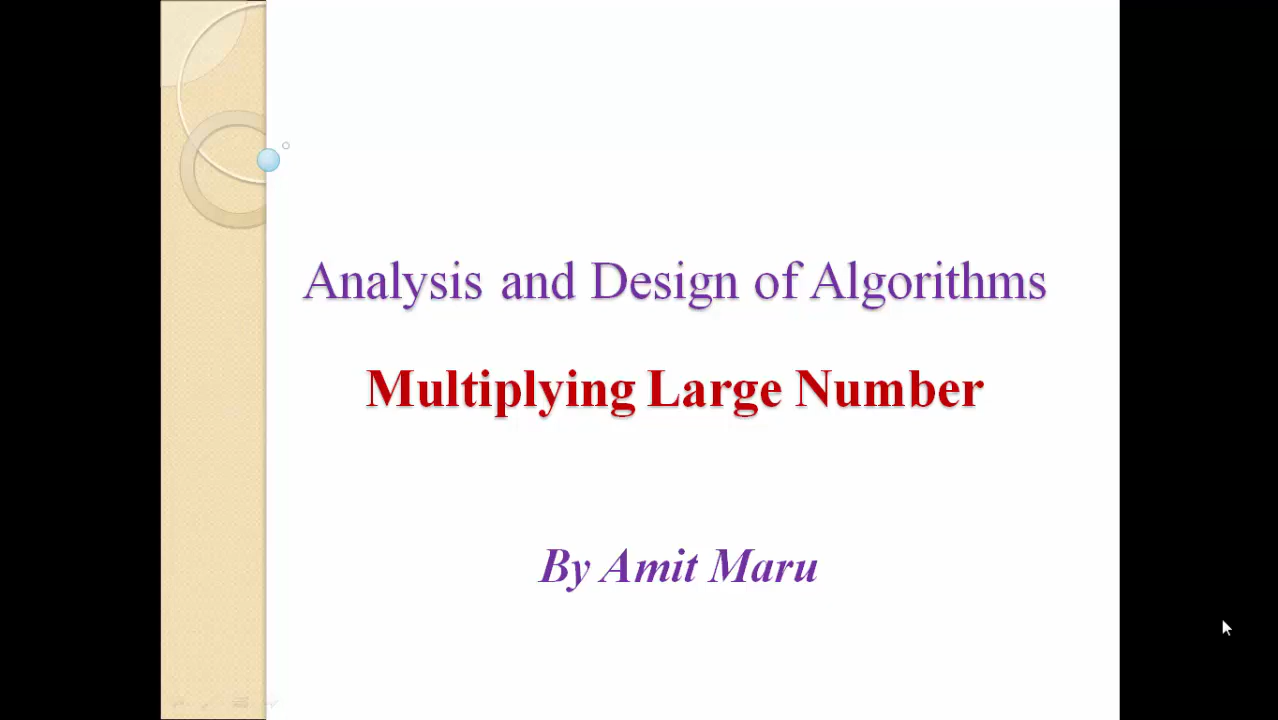 Analysis and Design of Algorithms
Multiplying Large Number
By Amit Maru